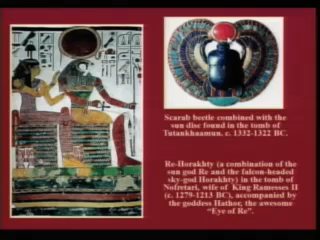 Scarab beetle combined with the
sun disc found in the tomb of
Tutankhaamun. c. 1332-1322 BC.
Re-Horakhty (a combination of the
sun god Re and the falcon-headed
sky-god Horakhty) in the tomb of
Nofretari, wife of King Ramesses II
(c. 1279-1213 BC), accompanied by
the goddess Hathor, the awesome
“Eye of Re”.